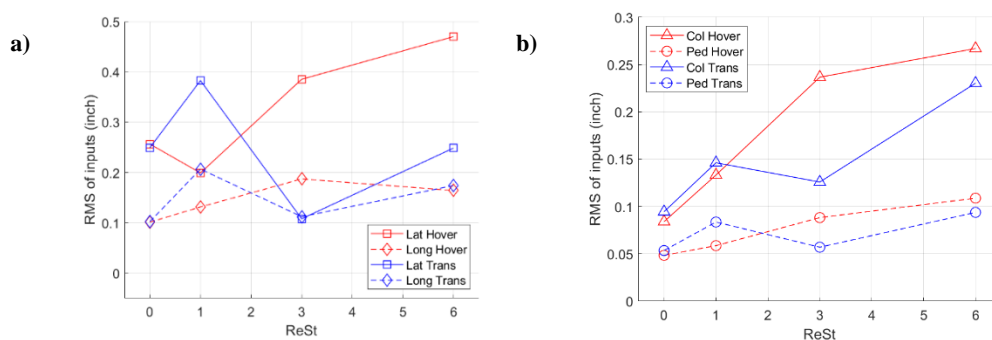 a)
RMS of inputs (inch)
0.5
0.4
0.3
0.2
0.1
0
0
1
2
3
4
5
6
ReSt
Lat Hover
Long Hover
Lat Trans
Long Trans
b)
RMS of inputs (inch)
0.3
0.25
0.2
0.15
0.1
0.05
0
0
1
2
3
4
5
6
ReSt
Col Hover
Ped Hover
Col Trans
Ped Trans